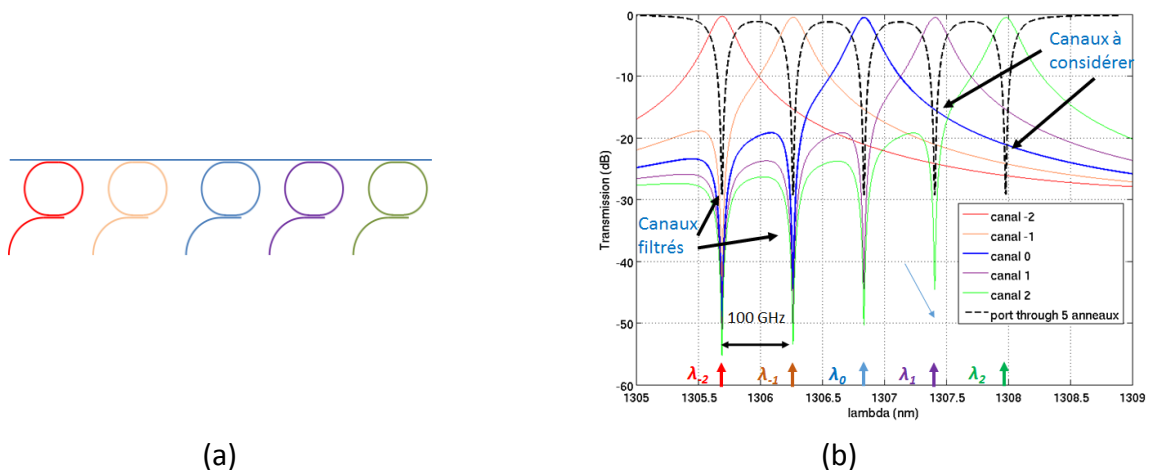 (b)
0
-10
-20
-30
-40
-50
-60
Transmission (dB)
Canaux à
considérer
Canaux
filtrés
canal -2
canal -1
canal 0
canal 1
canal 2
port through 5 anneaux
100 GHz
λ-2
λ-1
λ0
λ1
λ2
1305
1305.5
1306
1306.5
1307
1307.5
1308
1308.5
1309
lambda (nm)
(a)
(b)